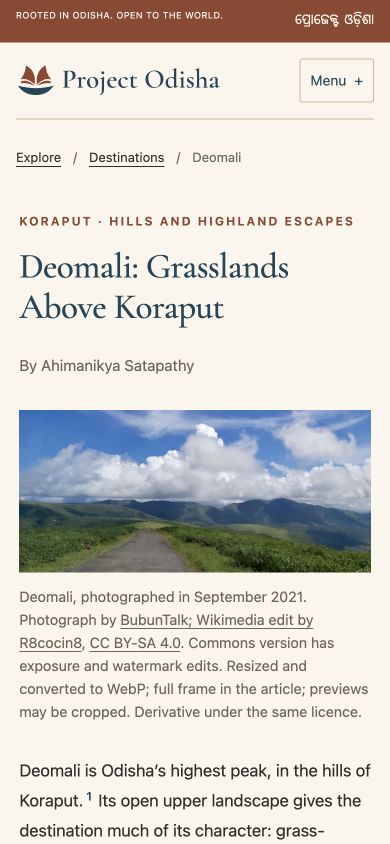 ROOTED IN ODISHA. OPEN TO THE WORLD.
ପ୍ରୋଜେକ୍ଟ ଓଡ଼ିଶା
Project Odisha
Menu +
Explore / Destinations / Deomali
KORAPUT · HILLS AND HIGHLAND ESCAPES
Deomali: Grasslands
Above Koraput
By Ahimanikya Satapathy
Deomali, photographed in September 2021.
Photograph by BubunTalk; Wikimedia edit by
R8cocin8, CC BY-SA 4.0. Commons version has
exposure and watermark edits. Resized and
converted to WebP; full frame in the article; previews
may be cropped. Derivative under the same licence.
Deomali is Odisha’s highest peak, in the hills of
Koraput. 1 Its open upper landscape gives the
destination much of its character: grass-